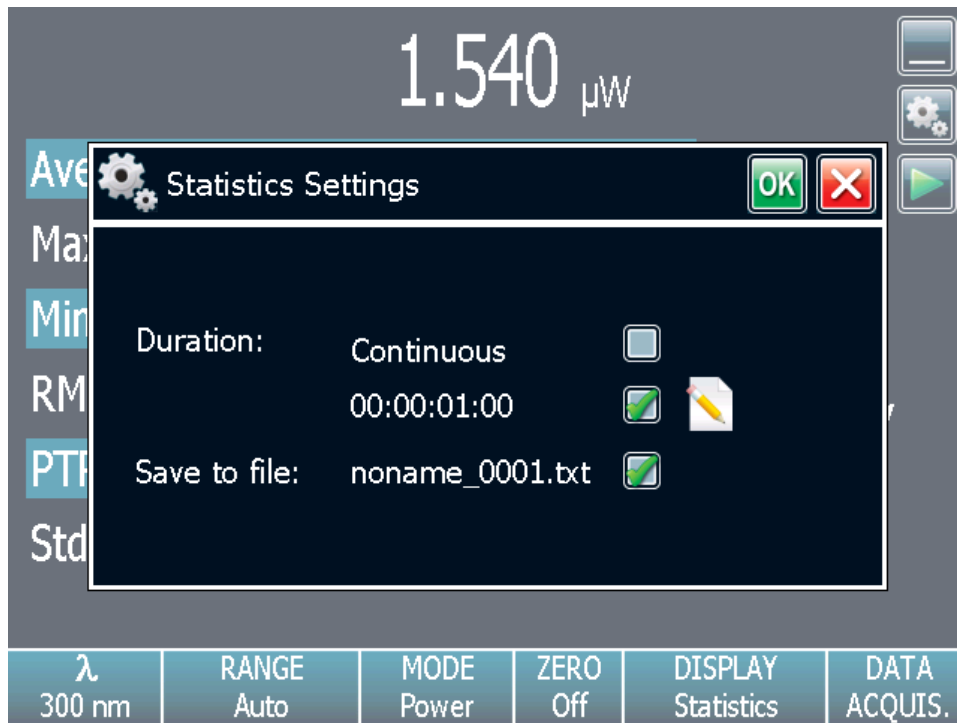 1.540 µW
Statistics Settings
OK
Duration:
Continuous
00:00:01:00
Save to file: noname_0001.txt
λ RANGE MODE ZERO DISPLAY DATA
300 nm Auto Power Off Statistics ACQUIS.